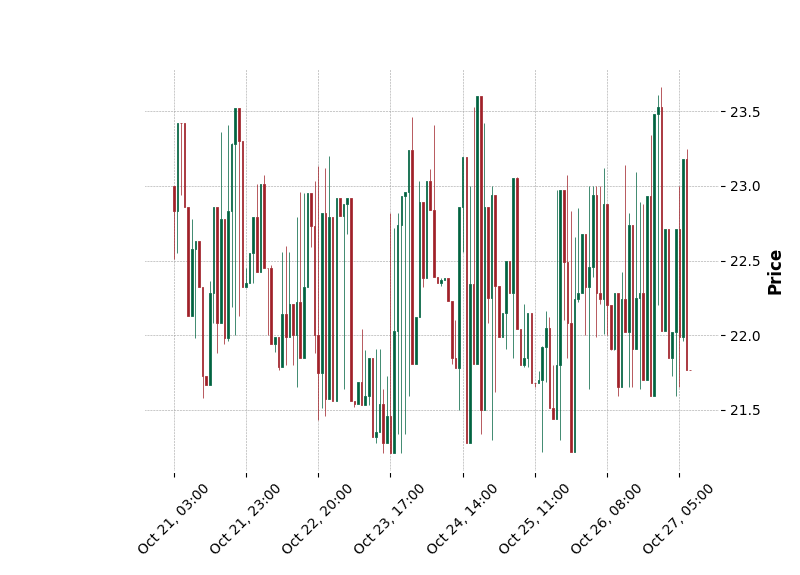 23.5
23.0
22.5
22.0
21.5
Price
Oct 21, 03:00
Oct 21, 23:00
Oct 22, 20:00
Oct 23, 17:00
Oct 24, 14:00
Oct 25, 11:00
Oct 26, 08:00
Oct 27, 05:00